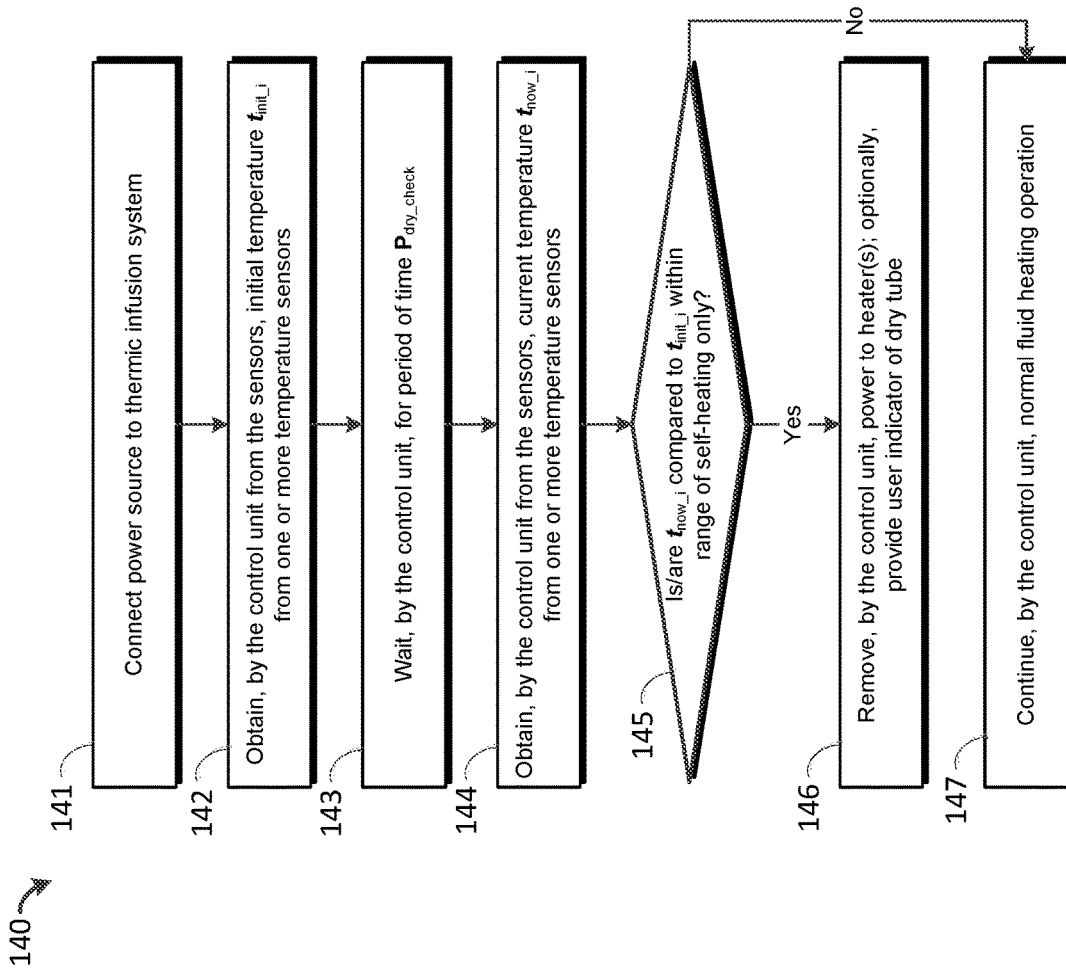 140
141
Connect power source to thermic infusion system
142
Obtain, by the control unit from the sensors, initial temperature t_init_i
from one or more temperature sensors
143
Wait, by the control unit, for period of time P_dry_check
144
Obtain, by the control unit from the sensors, current temperature t_now_i
from one or more temperature sensors
145
Is/are t_now_i compared to t_init_i within
range of self-heating only?
No
Yes
146
Remove, by the control unit, power to heater(s); optionally,
provide user indicator of dry tube
147
Continue, by the control unit, normal fluid heating operation